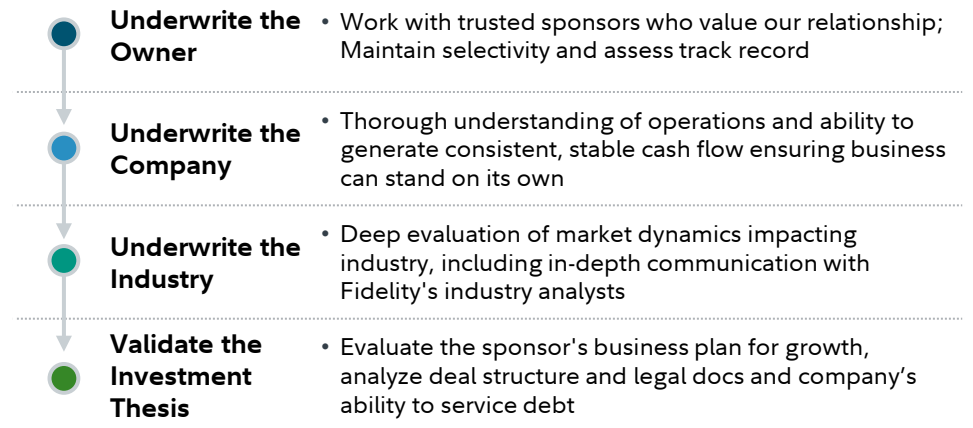 Underwrite the
Owner
• Work with trusted sponsors who value our relationship;
Maintain selectivity and assess track record
Underwrite the
Company
• Thorough understanding of operations and ability to
generate consistent, stable cash flow ensuring business
can stand on its own
Underwrite the
Industry
• Deep evaluation of market dynamics impacting
industry, including in-depth communication with
Fidelity's industry analysts
Validate the
Investment
Thesis
• Evaluate the sponsor's business plan for growth,
analyze deal structure and legal docs and company’s
ability to service debt